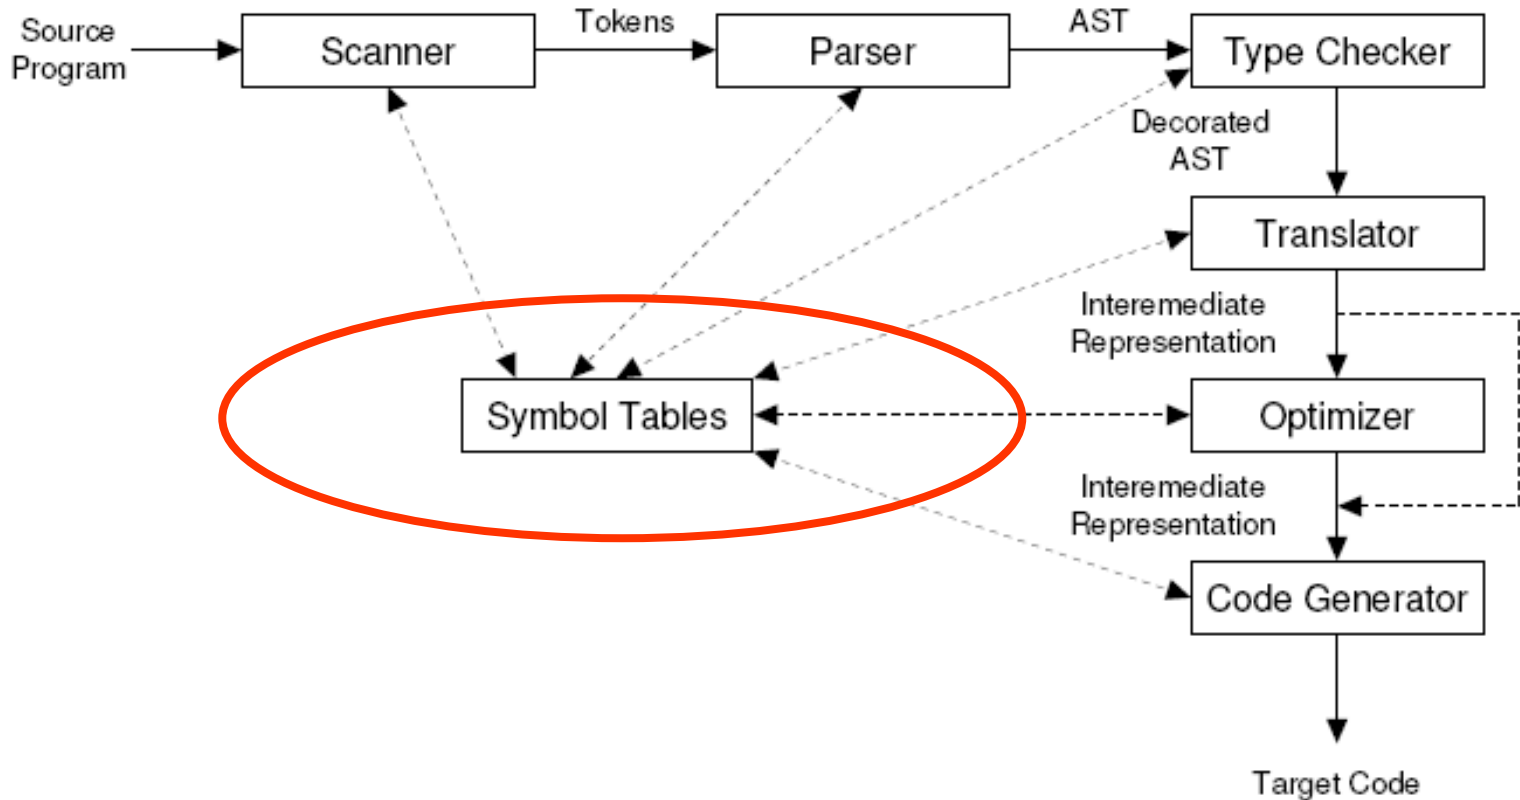 Source
Program
Scanner
Tokens
Parser
AST
Type Checker
Decorated
AST
Translator
Interemediate
Representation
Symbol Tables
Optimizer
Interemediate
Representation
Code Generator
Target Code